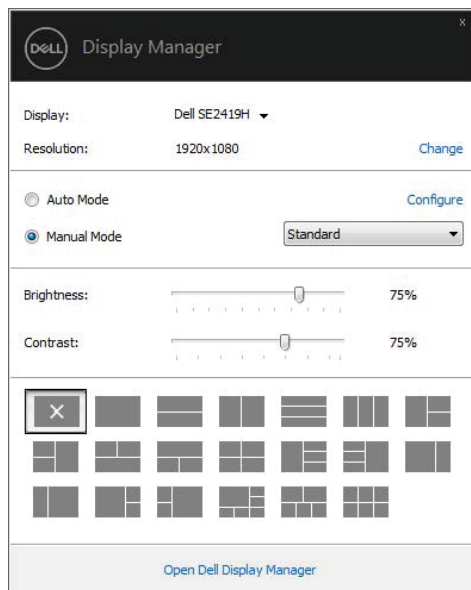 x
DELL Display Manager
Display: Dell SE2419H
Resolution: 1920x1080 Change
Auto Mode Configure
Manual Mode Standard
Brightness: 75%
Contrast: 75%
X
Open Dell Display Manager